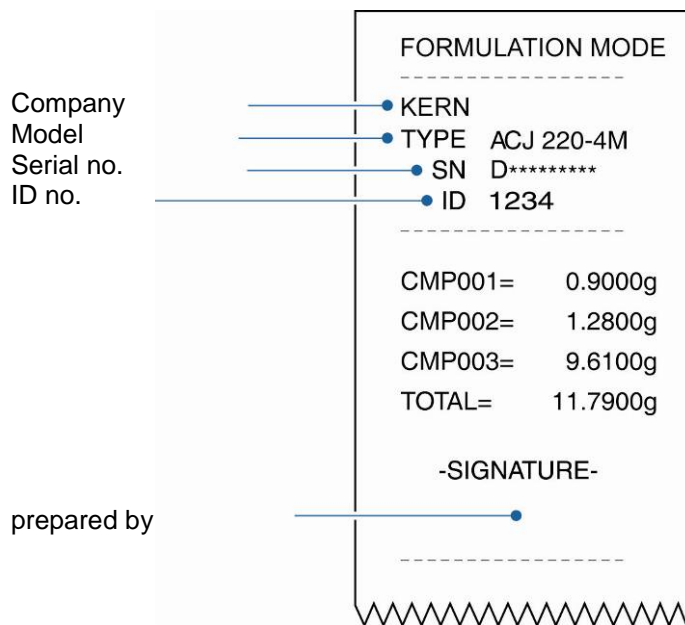 FORMULATION MODE
Company KERN
Model TYPE ACJ 220-4M
Serial no. SN D*********
ID no. ID 1234
CMP001= 0.9000g
CMP002= 1.2800g
CMP003= 9.6100g
TOTAL= 11.7900g
-SIGNATURE-
prepared by